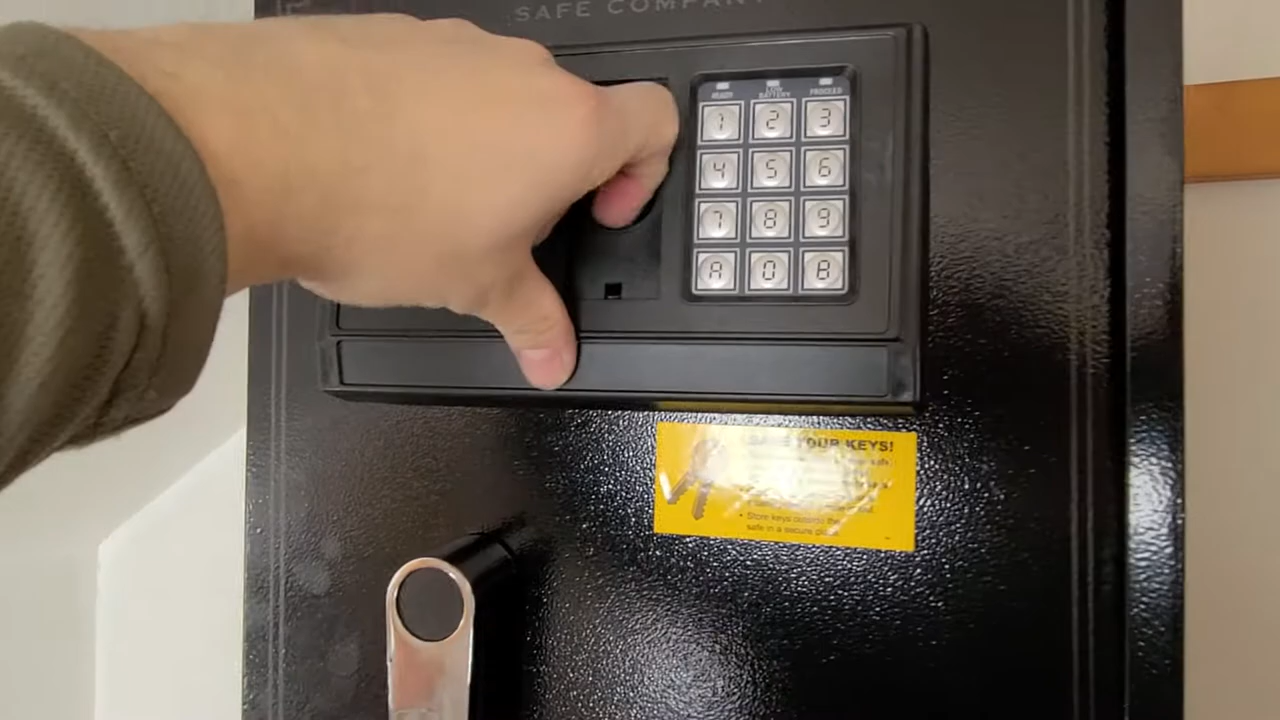 SAFE COMPANY
READY
LOW
BATTERY
PROCEED
1 2 3
4 5 6
7 8 9
A 0 B
SAVE YOUR KEYS!
safe
• Store keys outside the
safe in a secure place.